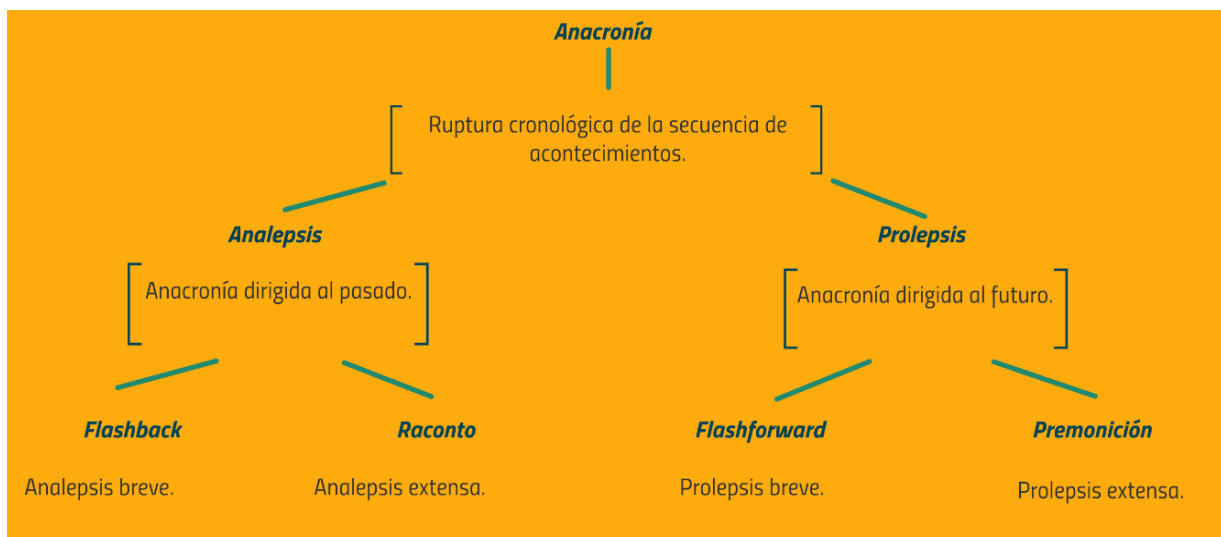 Anacronía
Ruptura cronológica de la secuencia de
acontecimientos.
Analepsis
Prolepsis
Anacronía dirigida al pasado.
Anacronía dirigida al futuro.
Flashback
Raconto
Flashforward
Premonición
Analepsis breve.
Analepsis extensa.
Prolepsis breve.
Prolepsis extensa.